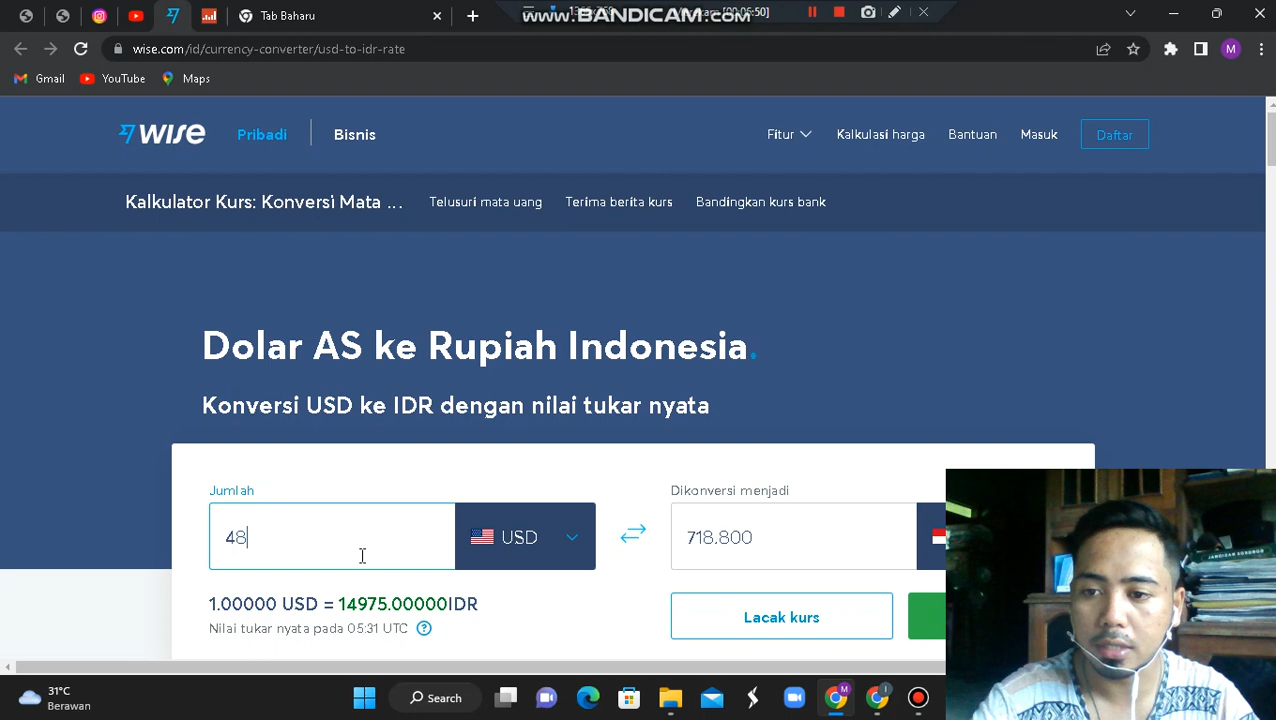 Tab Baharu
www.BANDICAM.com
wise.com/id/currency-converter/usd-to-idr-rate
Gmail YouTube Maps
M
WISE Pribadi Bisnis Fitur Kalkulasi harga Bantuan Masuk Daftar
Kalkulator Kurs: Konversi Mata ... Telusuri mata uang Terima berita kurs Bandingkan kurs bank
Dolar AS ke Rupiah Indonesia.
Konversi USD ke IDR dengan nilai tukar nyata
Jumlah Dikonversi menjadi
48 USD 718.800
1.00000 USD = 14975.00000IDR
Nilai tukar nyata pada 05:31 UTC ?
Lacak kurs
31°C
Berawan
Search